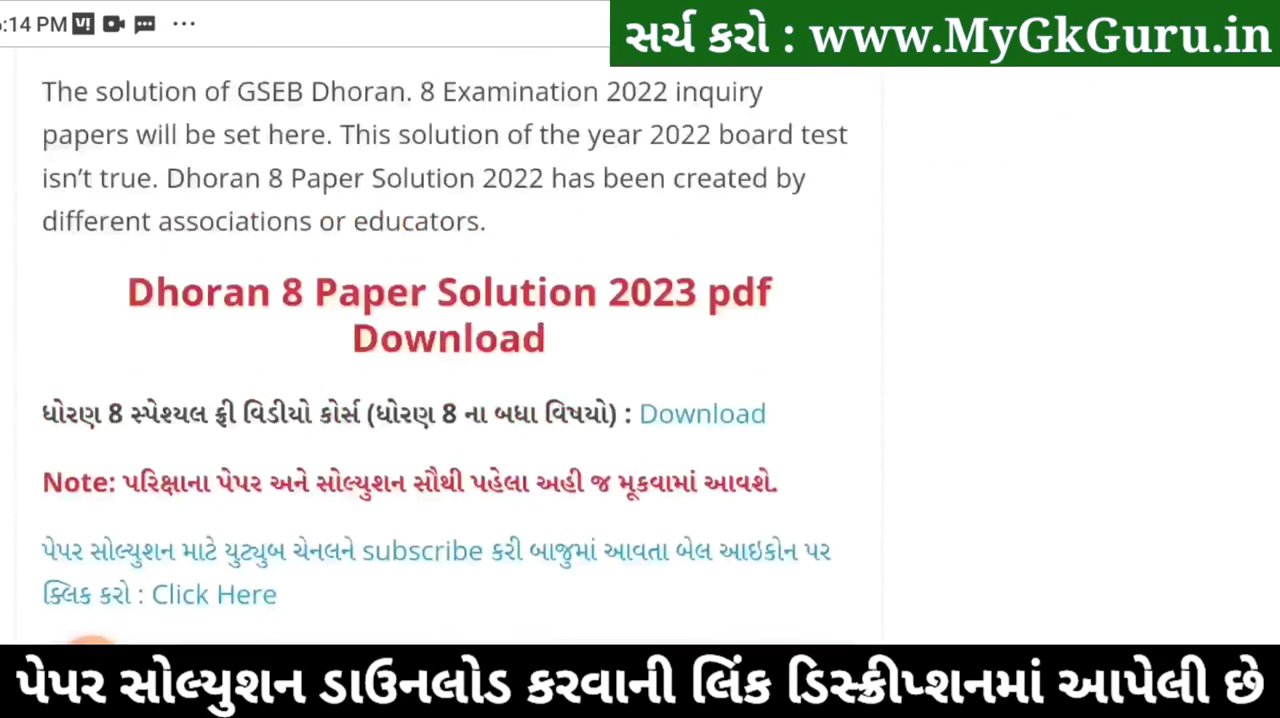 :14 PM
સર્ચ કરો : www.MyGkGuru.in
The solution of GSEB Dhoran. 8 Examination 2022 inquiry
papers will be set here. This solution of the year 2022 board test
isn’t true. Dhoran 8 Paper Solution 2022 has been created by
different associations or educators.
Dhoran 8 Paper Solution 2023 pdf
Download
ધોરણ 8 સ્પેશ્યલ ફ્રી વિડીયો કોર્સ (ધોરણ 8 ના બધા વિષયો) : Download
Note: પરિક્ષાના પેપર અને સોલ્યુશન સૌથી પહેલા અહી જ મૂકવામાં આવશે.
પેપર સોલ્યુશન માટે યુટ્યુબ ચેનલને subscribe કરી બાજુમાં આવતા બેલ આઇકોન પર
ક્લિક કરો : Click Here
પેપર સોલ્યુશન ડાઉનલોડ કરવાની લિંક ડિસ્ક્રીપ્શનમાં આપેલી છે